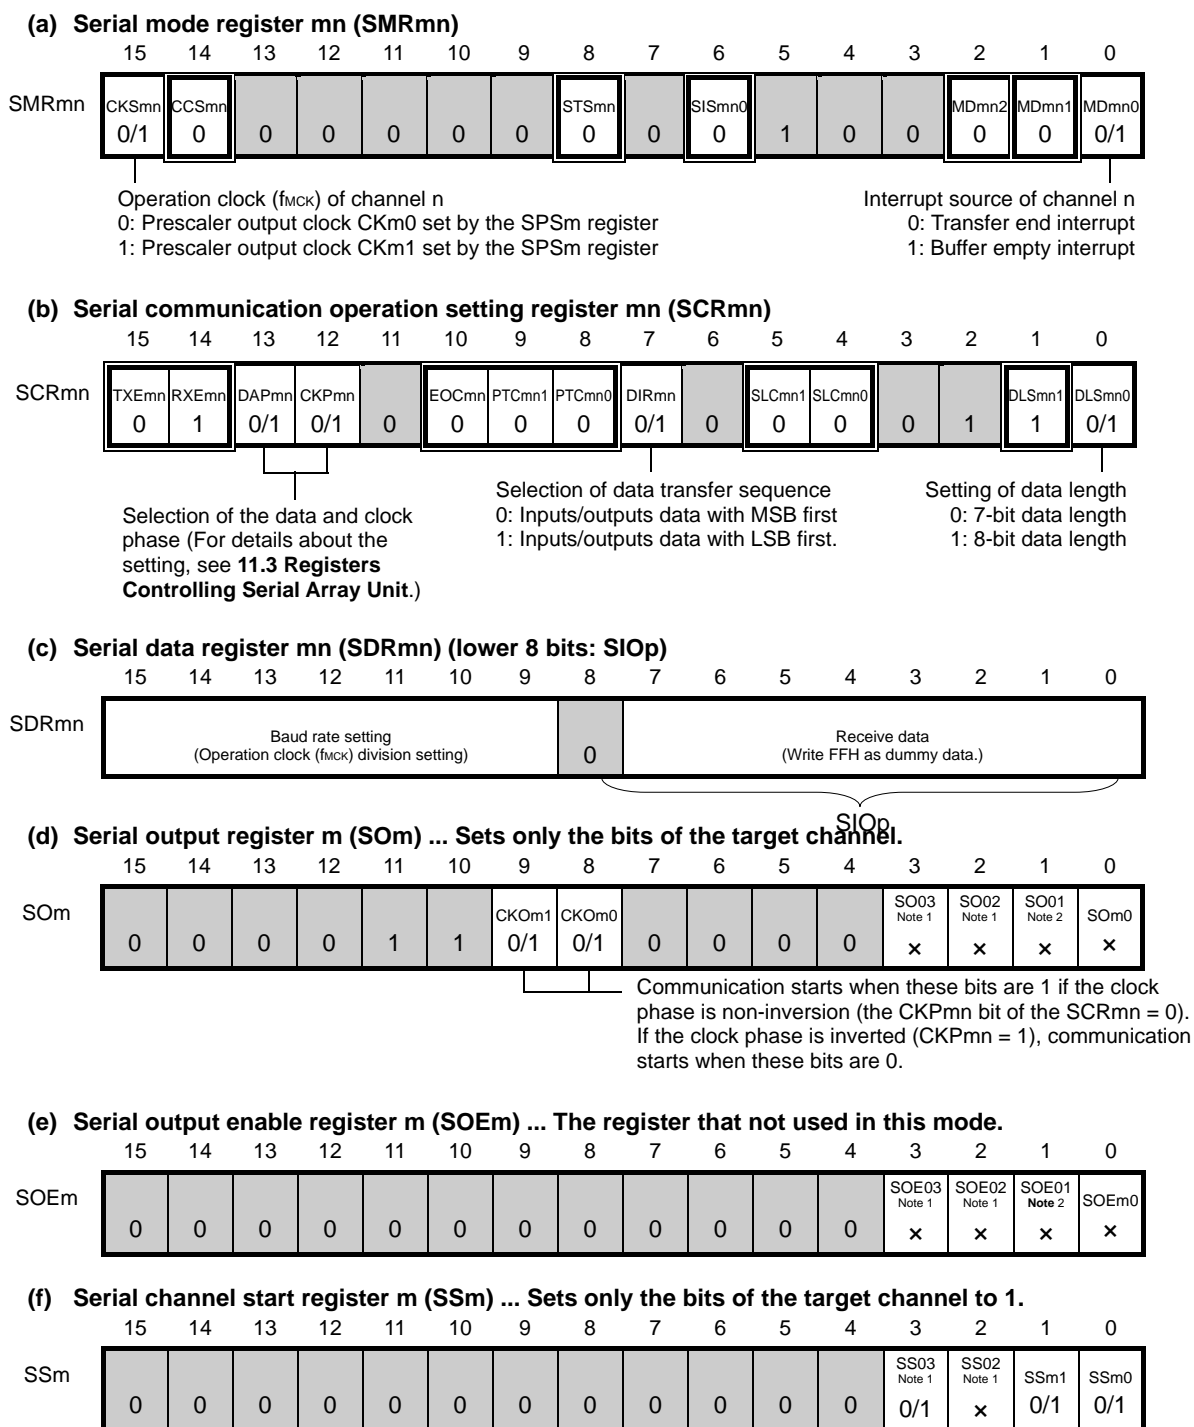 (a) Serial mode register mn (SMRmn)
15 14 13 12 11 10 9 8 7 6 5 4 3 2 1 0
SMRmn
CKSmn CCSmn STSmn SISmn0 MDmn2 MDmn1 MDmn0
0/1 0 0 0 0 0 0 0 0 0 1 0 0 0 0 0/1
Operation clock (fMCK) of channel n
0: Prescaler output clock CKm0 set by the SPSm register
1: Prescaler output clock CKm1 set by the SPSm register
Interrupt source of channel n
0: Transfer end interrupt
1: Buffer empty interrupt
(b) Serial communication operation setting register mn (SCRmn)
15 14 13 12 11 10 9 8 7 6 5 4 3 2 1 0
SCRmn
TXEmn RXEmn DAPmn CKPmn EOCmn PTCmn1 PTCmn0 DIRmn SLCmn1 SLCmn0 DLSmn1 DLSmn0
0 1 0/1 0/1 0 0 0 0 0/1 0 0 0 0 1 1 0/1
Selection of the data and clock
phase (For details about the
setting, see 11.3 Registers
Controlling Serial Array Unit.)
Selection of data transfer sequence
0: Inputs/outputs data with MSB first
1: Inputs/outputs data with LSB first.
Setting of data length
0: 7-bit data length
1: 8-bit data length
(c) Serial data register mn (SDRmn) (lower 8 bits: SIOp)
15 14 13 12 11 10 9 8 7 6 5 4 3 2 1 0
SDRmn
Baud rate setting
(Operation clock (fMCK) division setting)
0
Receive data
(Write FFH as dummy data.)
SIOp
(d) Serial output register m (SOm) ... Sets only the bits of the target channel.
15 14 13 12 11 10 9 8 7 6 5 4 3 2 1 0
SOm
CKOm1 CKOm0 SO03 Note 1 SO02 Note 1 SO01 Note 2 SOm0
0 0 0 0 1 1 0/1 0/1 0 0 0 0 × × × ×
Communication starts when these bits are 1 if the clock
phase is non-inversion (the CKPmn bit of the SCRmn = 0).
If the clock phase is inverted (CKPmn = 1), communication
starts when these bits are 0.
(e) Serial output enable register m (SOEm) ... The register that not used in this mode.
15 14 13 12 11 10 9 8 7 6 5 4 3 2 1 0
SOEm
SOE03 Note 1 SOE02 Note 1 SOE01 Note 2 SOEm0
0 0 0 0 0 0 0 0 0 0 0 0 × × × ×
(f) Serial channel start register m (SSm) ... Sets only the bits of the target channel to 1.
15 14 13 12 11 10 9 8 7 6 5 4 3 2 1 0
SSm
SS03 Note 1 SS02 Note 1 SSm1 SSm0
0 0 0 0 0 0 0 0 0 0 0 0 0/1 × 0/1 0/1